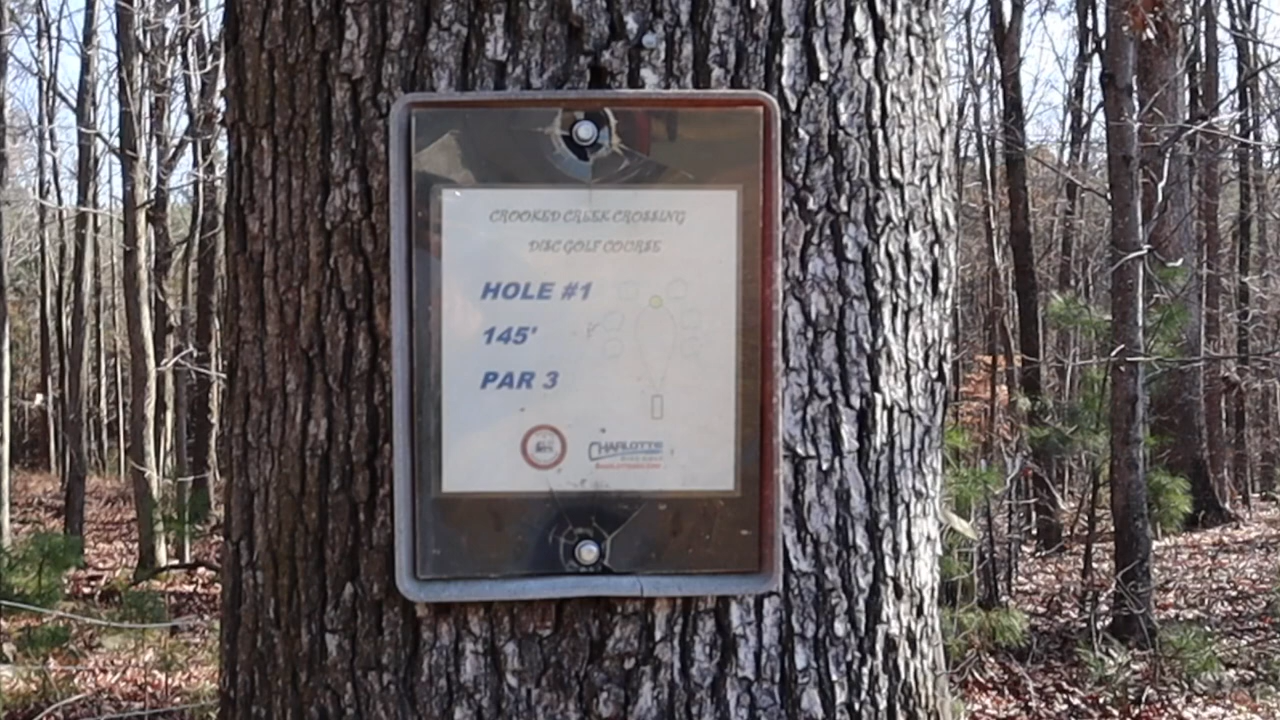 CROOKED CREEK CROSSING
DISC GOLF COURSE
HOLE #1
145'
PAR 3
CHARLOTTE